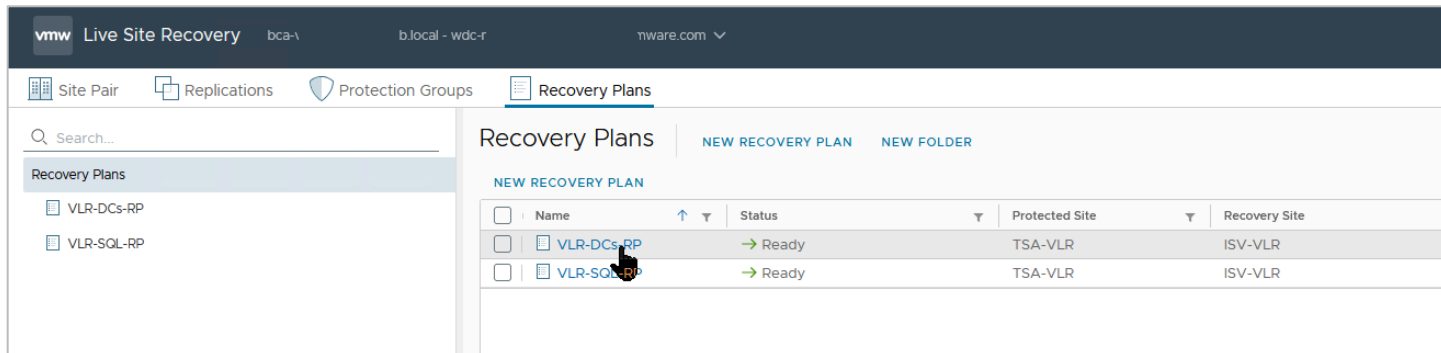 vmw Live Site Recovery bca-v b.local - wdc-r mware.com
Site Pair Replications Protection Groups Recovery Plans
Search...
Recovery Plans
VLR-DCs-RP
VLR-SQL-RP
Recovery Plans NEW RECOVERY PLAN NEW FOLDER
NEW RECOVERY PLAN
Name Status Protected Site Recovery Site
VLR-DCs-RP Ready TSA-VLR ISV-VLR
VLR-SQL-RP Ready TSA-VLR ISV-VLR